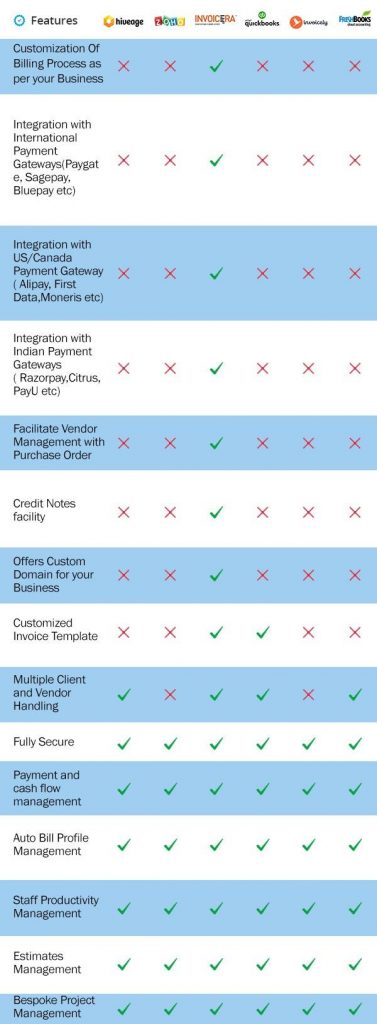 Features hiveage ZOHO INVOICERA quickbooks invoicely FRESHBOOKS
cloud accounting
Customization Of
Billing Process as
per your Business
Integration with
International
Payment
Gateways(Paygat
e, Sagepay,
Bluepay etc)
Integration with
US/Canada
Payment Gateway
( Alipay, First
Data,Moneris etc)
Integration with
Indian Payment
Gateways
( Razorpay,Citrus,
PayU etc)
Facilitate Vendor
Management with
Purchase Order
Credit Notes
facility
Offers Custom
Domain for your
Business
Customized
Invoice Template
Multiple Client
and Vendor
Handling
Fully Secure
Payment and
cash flow
management
Auto Bill Profile
Management
Staff Productivity
Management
Estimates
Management
Bespoke Project
Management